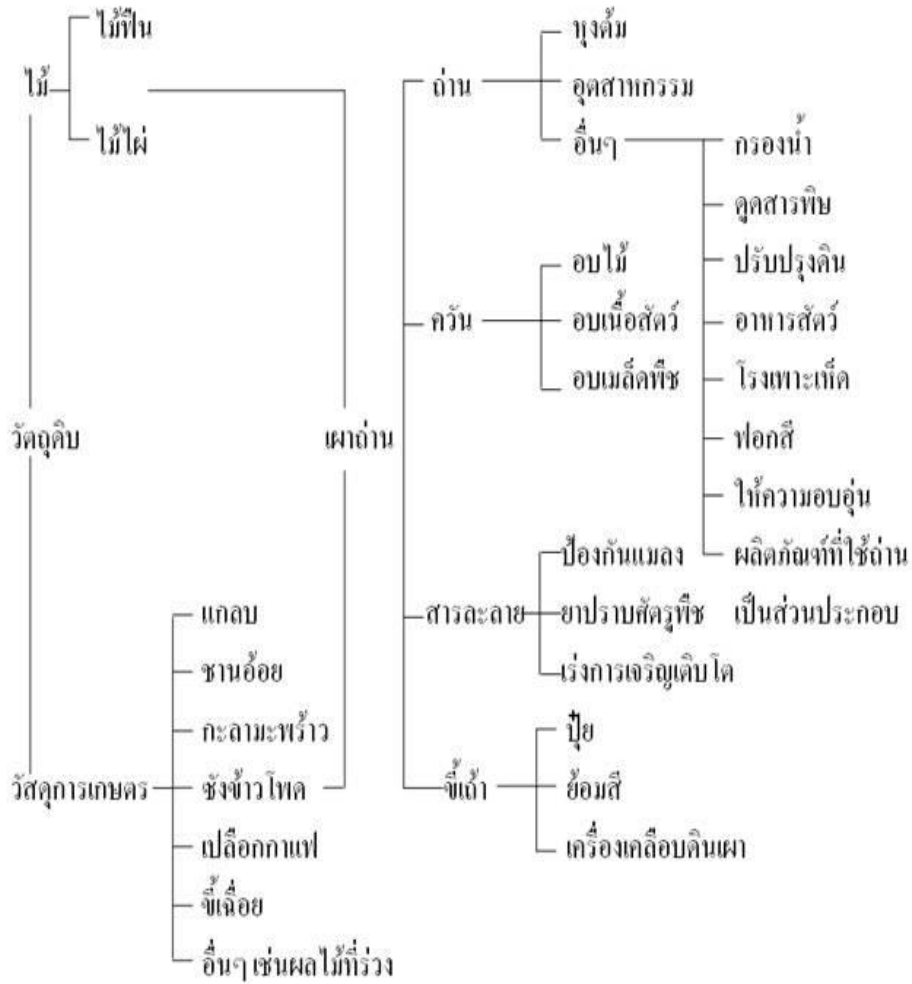 ไม้ฟืน
ไม้
ไม้ไผ่
วัตถุดิบ
วัสดุการเกษตร
แกลบ
ชานอ้อย
กะลามะพร้าว
ซังข้าวโพด
เปลือกกาแฟ
ขี้เฉื่อย
อื่นๆ เช่นผลไม้ที่ร่วง
เผาถ่าน
ถ่าน
หุงต้ม
อุตสาหกรรม
อื่นๆ
กรองน้ำ
ดูดสารพิษ
ปรับปรุงดิน
อาหารสัตว์
โรงเพาะเห็ด
ฟอกสี
ให้ความอบอุ่น
ผลิตภัณฑ์ที่ใช้ถ่าน
เป็นส่วนประกอบ
ควัน
อบไม้
อบเนื้อสัตว์
อบเมล็ดพืช
สารละลาย
ป้องกันแมลง
ยาปราบศัตรูพืช
เร่งการเจริญเติบโต
ขี้เถ้า
ปุ๋ย
ย้อมสี
เครื่องเคลือบดินเผา